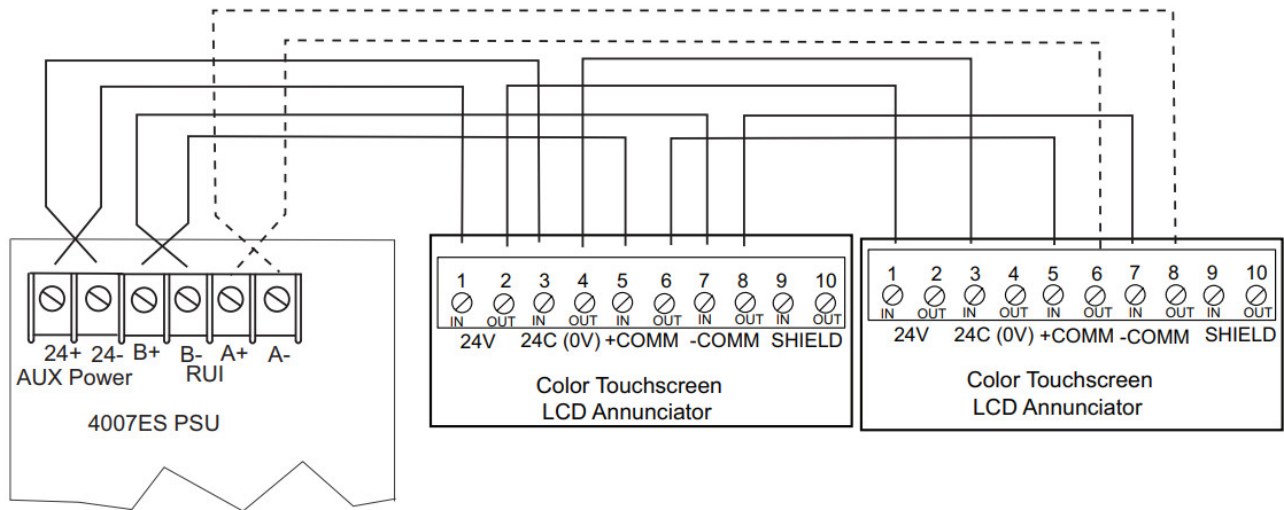 24+ 24- B+ B- A+ A-
AUX Power RUI
4007ES PSU
1 2 3 4 5 6 7 8 9 10
IN OUT IN OUT IN OUT IN OUT IN OUT
24V 24C (0V) +COMM -COMM SHIELD
Color Touchscreen
LCD Annunciator
1 2 3 4 5 6 7 8 9 10
IN OUT IN OUT IN OUT IN OUT IN OUT
24V 24C (0V) +COMM -COMM SHIELD
Color Touchscreen
LCD Annunciator